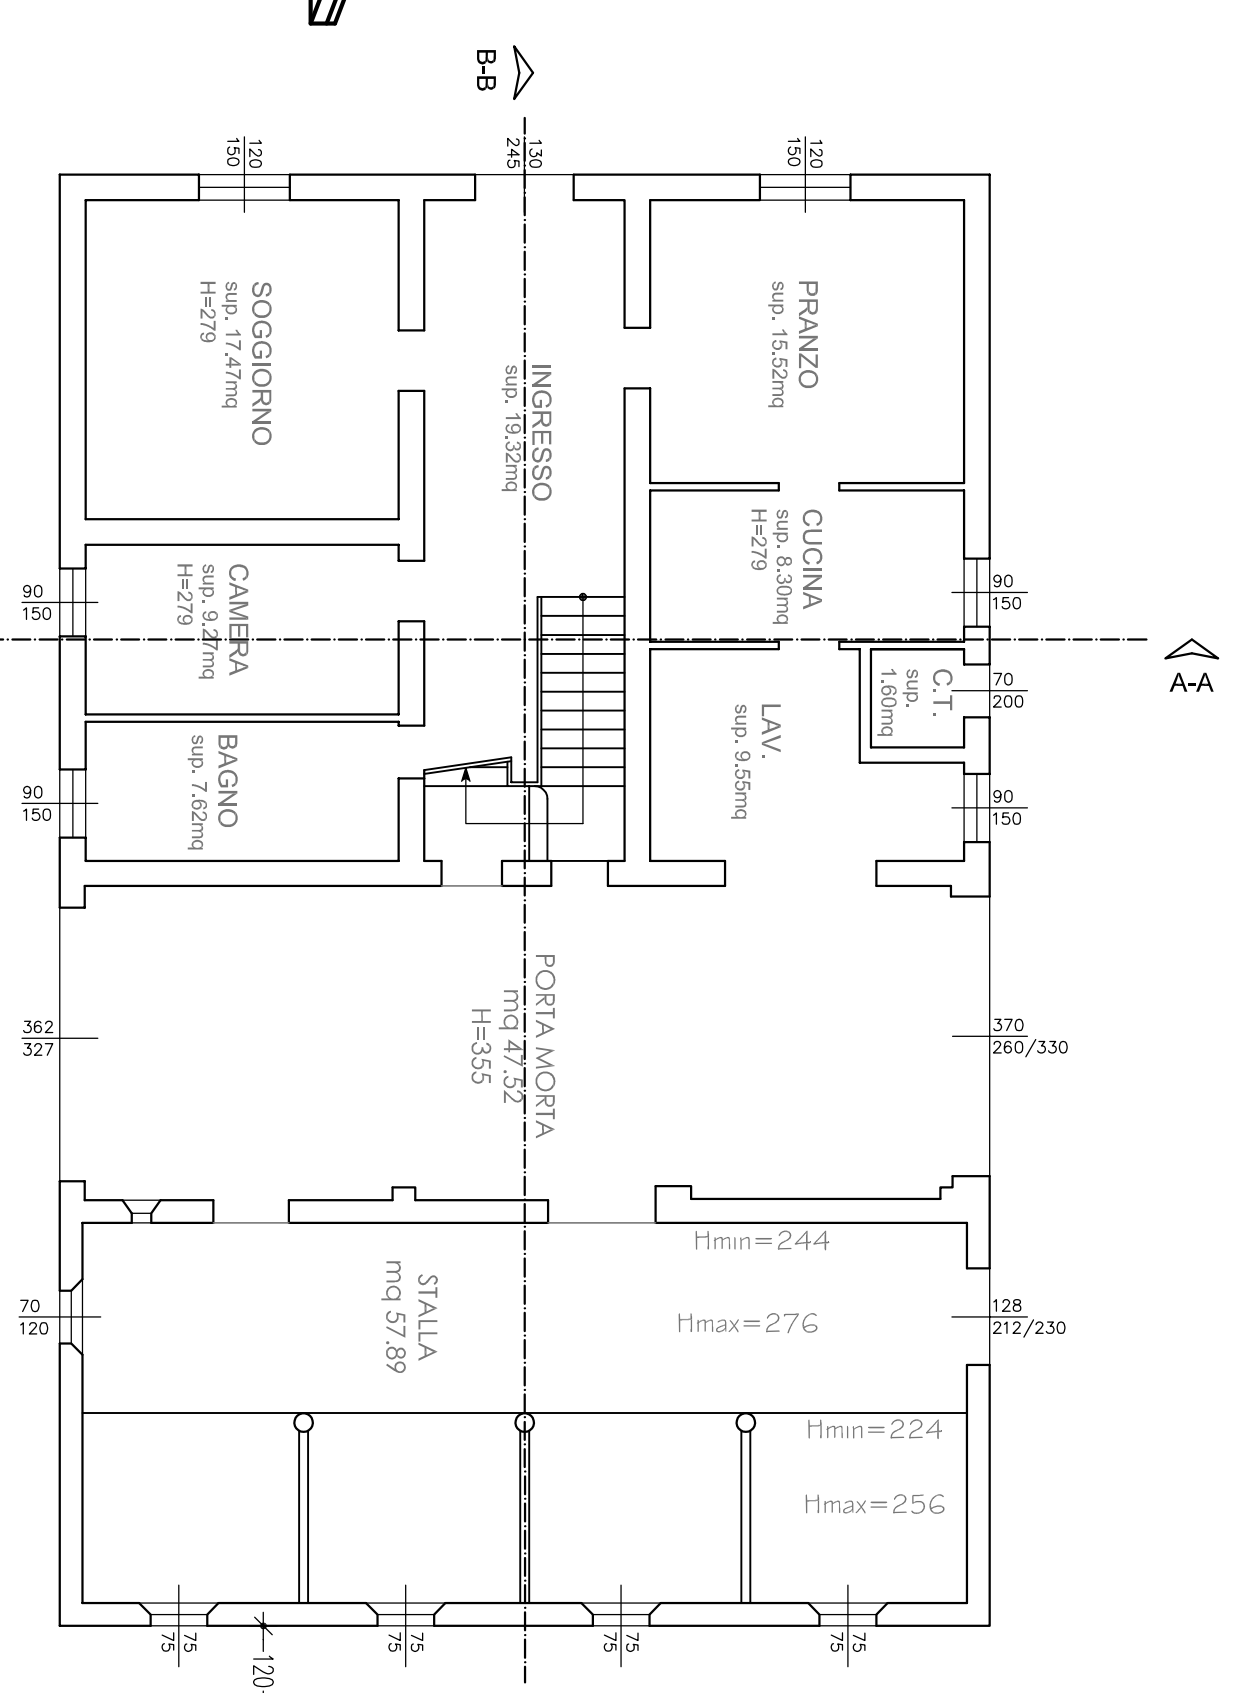 B-B
120
150
130
245
120
150
SOGGIORNO
sup. 17.47mq
H=279
INGRESSO
sup. 19.32mq
PRANZO
sup. 15.52mq
CUCINA
sup. 8.30mq
H=279
CAMERA
sup. 9.27mq
H=279
90
150
90
150
A-A
C.T.
sup.
1.60mq
70
200
LAV.
sup. 9.55mq
BAGNO
sup. 7.62mq
90
150
90
150
PORTA MORTA
mq 47.52
H=355
362
327
370
260/330
Hmin=244
STALLA
mq 57.89
Hmax=276
70
120
128
212/230
Hmin=224
Hmax=256
75
75
75
75
75
75
75
75
120